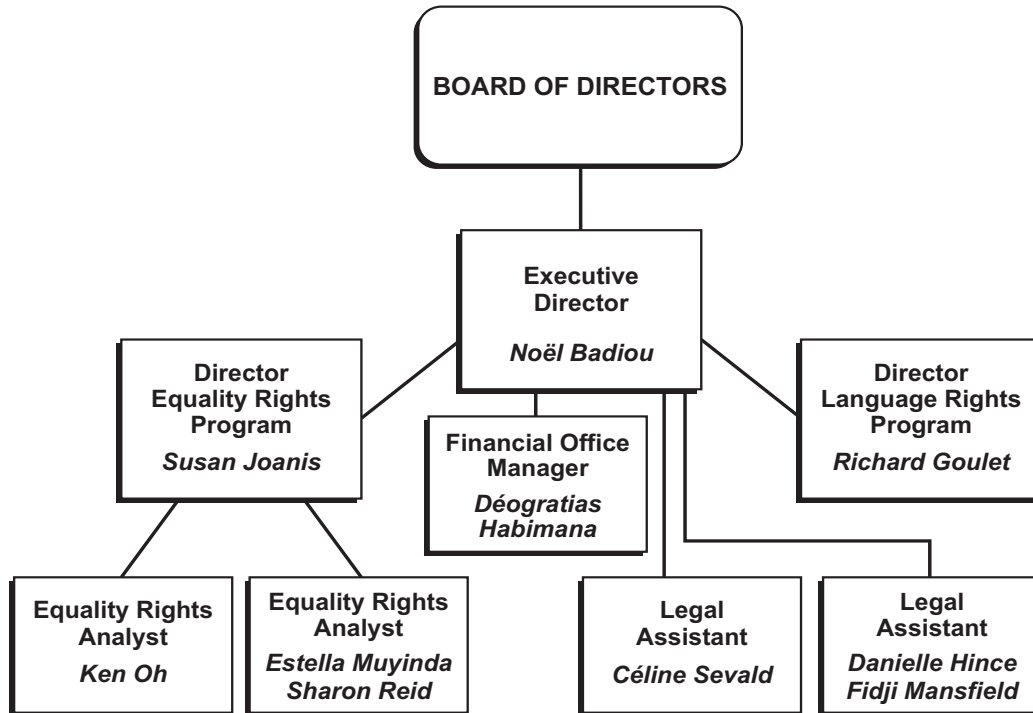 BOARD OF DIRECTORS
Executive
Director
Noël Badiou
Director
Equality Rights
Program
Susan Joanis
Financial Office
Manager
Déogratias
Habimana
Director
Language Rights
Program
Richard Goulet
Equality Rights
Analyst
Ken Oh
Equality Rights
Analyst
Estella Muyinda
Sharon Reid
Legal
Assistant
Céline Sevald
Legal
Assistant
Danielle Hince
Fidji Mansfield